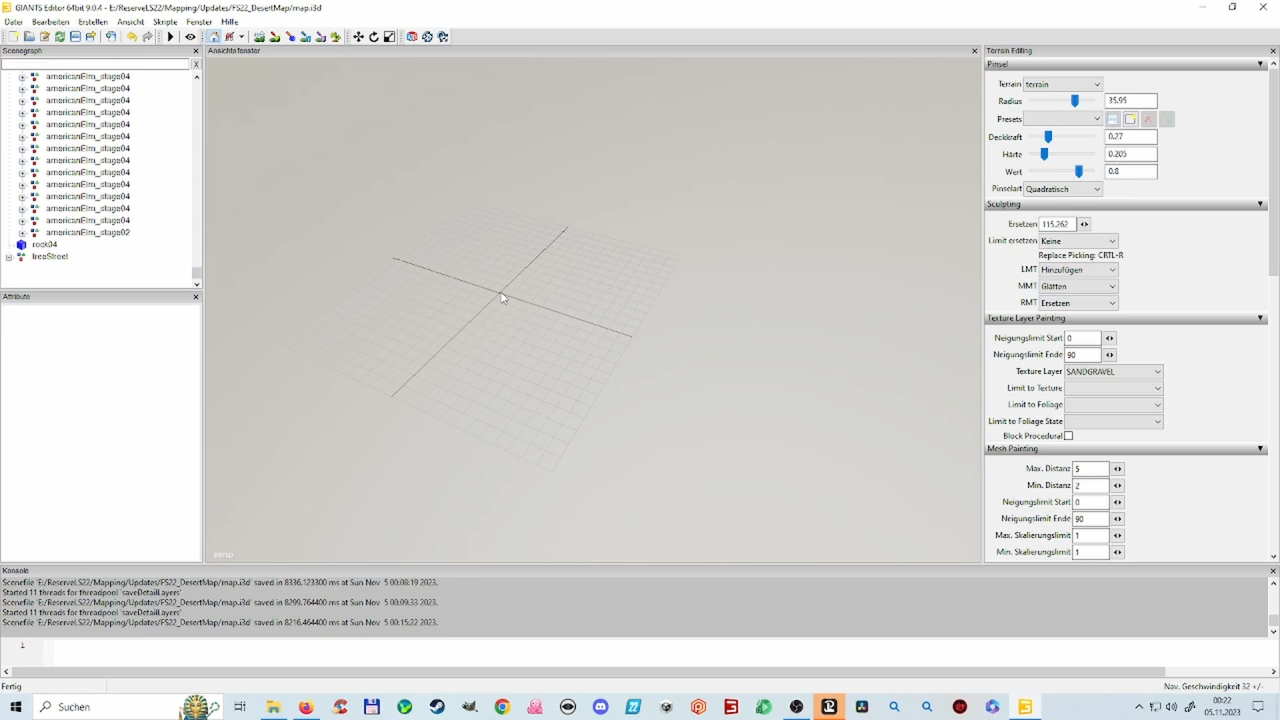 GIANTS Editor 64bit 9.0.4 - E:/ReserveLS22/Mapping/Updates/FS22_DesertMap/map.i3d
Datei Bearbeiten Erstellen Ansicht Skripte Fenster Hilfe
Scenegraph
X
americanElm_stage04
americanElm_stage04
americanElm_stage04
americanElm_stage04
americanElm_stage04
americanElm_stage04
americanElm_stage04
americanElm_stage04
americanElm_stage04
americanElm_stage04
americanElm_stage04
americanElm_stage04
americanElm_stage04
americanElm_stage02
rock04
treeStreet
Attribute
Ansichtsfenster
persp
Terrain Editing
Pinsel
Terrain terrain
Radius 35.95
Presets
Deckkraft 0.27
Härte 0.205
Wert 0.8
Pinselart Quadratisch
Sculpting
Ersetzen 115.262
Limit ersetzen Keine
Replace Picking: CRTL-R
LMT Hinzufügen
MMT Glätten
RMT Ersetzen
Texture Layer Painting
Neigungslimit Start 0
Neigungslimit Ende 90
Texture Layer SANDGRAVEL
Limit to Texture
Limit to Foliage
Limit to Foliage State
Block Procedural
Mesh Painting
Max. Distanz 5
Min. Distanz 2
Neigungslimit Start 0
Neigungslimit Ende 90
Max. Skalierungslimit 1
Min. Skalierungslimit 1
Konsole
Scenefile 'E:/ReserveLS22/Mapping/Updates/FS22_DesertMap/map.i3d' saved in 8336.123300 ms at Sun Nov 5 00:08:19 2023.
Started 11 threads for threadpool 'saveDetailLayers'
Scenefile 'E:/ReserveLS22/Mapping/Updates/FS22_DesertMap/map.i3d' saved in 8299.764400 ms at Sun Nov 5 00:09:33 2023.
Started 11 threads for threadpool 'saveDetailLayers'
Scenefile 'E:/ReserveLS22/Mapping/Updates/FS22_DesertMap/map.i3d' saved in 8216.464400 ms at Sun Nov 5 00:15:22 2023.
1
Fertig
Nav. Geschwindigkeit 32 +/-
Suchen
00:22
05.11.2023